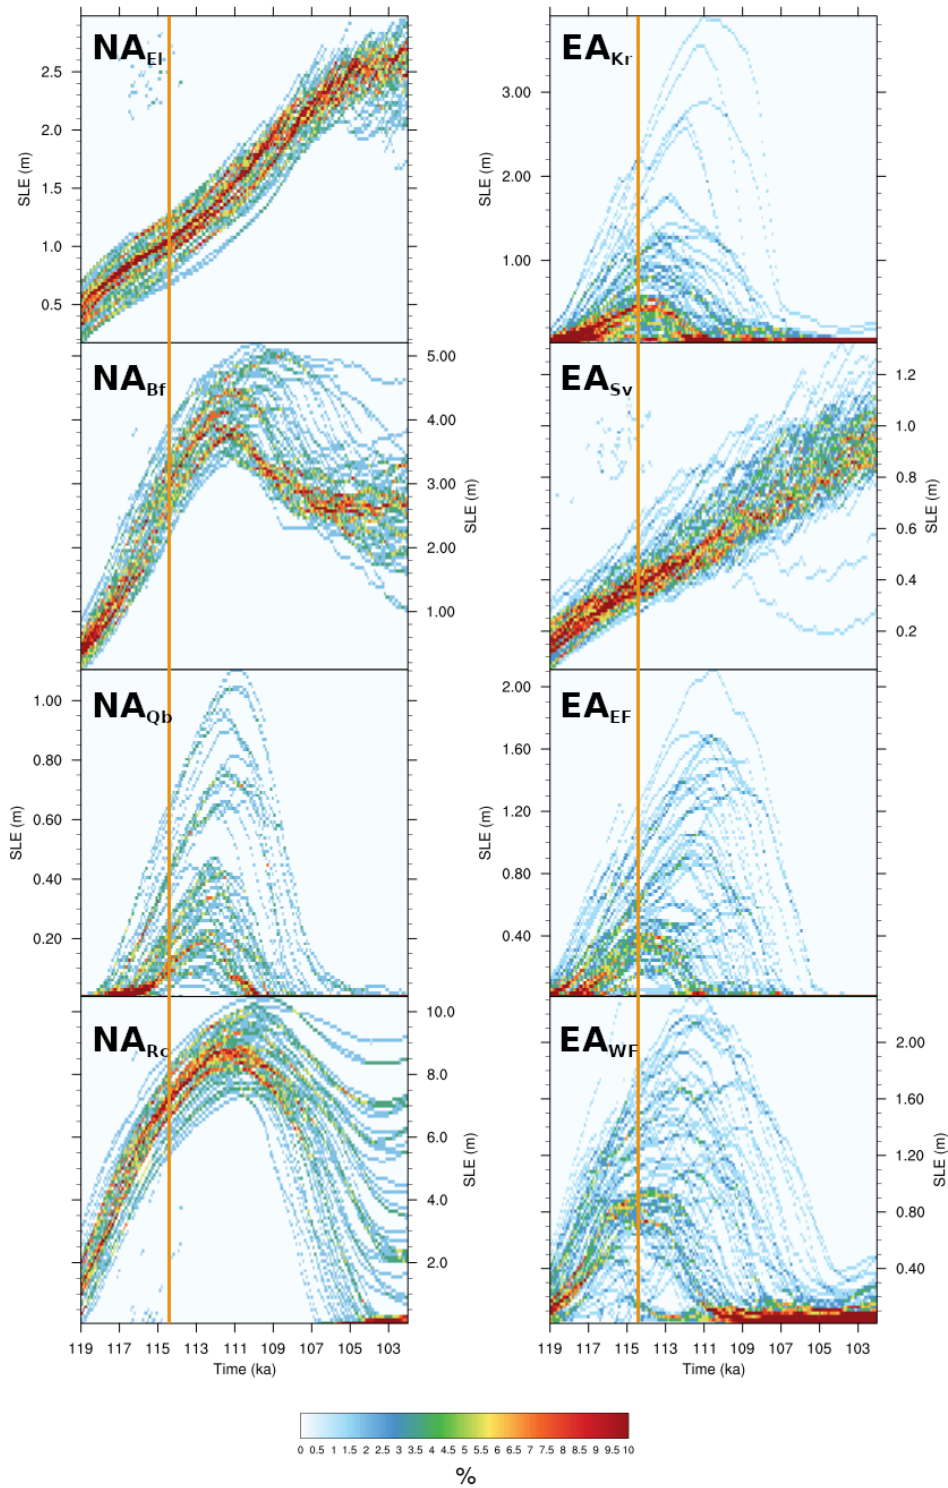 NA_El
EA_Kr
2.5
2.0
1.5
1.0
0.5
SLE (m)
3.00
2.00
1.00
SLE (m)
NA_Bf
EA_Sv
5.00
4.00
3.00
2.00
1.00
SLE (m)
1.2
1.0
0.8
0.6
0.4
0.2
SLE (m)
NA_Qb
EA_EF
1.00
0.80
0.60
0.40
0.20
SLE (m)
2.00
1.60
1.20
0.80
0.40
SLE (m)
NA_Rc
EA_WF
10.0
8.0
6.0
4.0
2.0
SLE (m)
2.00
1.60
1.20
0.80
0.40
SLE (m)
119 117 115 113 111 109 107 105 103
Time (ka)
119 117 115 113 111 109 107 105 103
Time (ka)
0 0.5 1 1.5 2 2.5 3 3.5 4 4.5 5 5.5 6 6.5 7 7.5 8 8.5 9 9.5 10
%